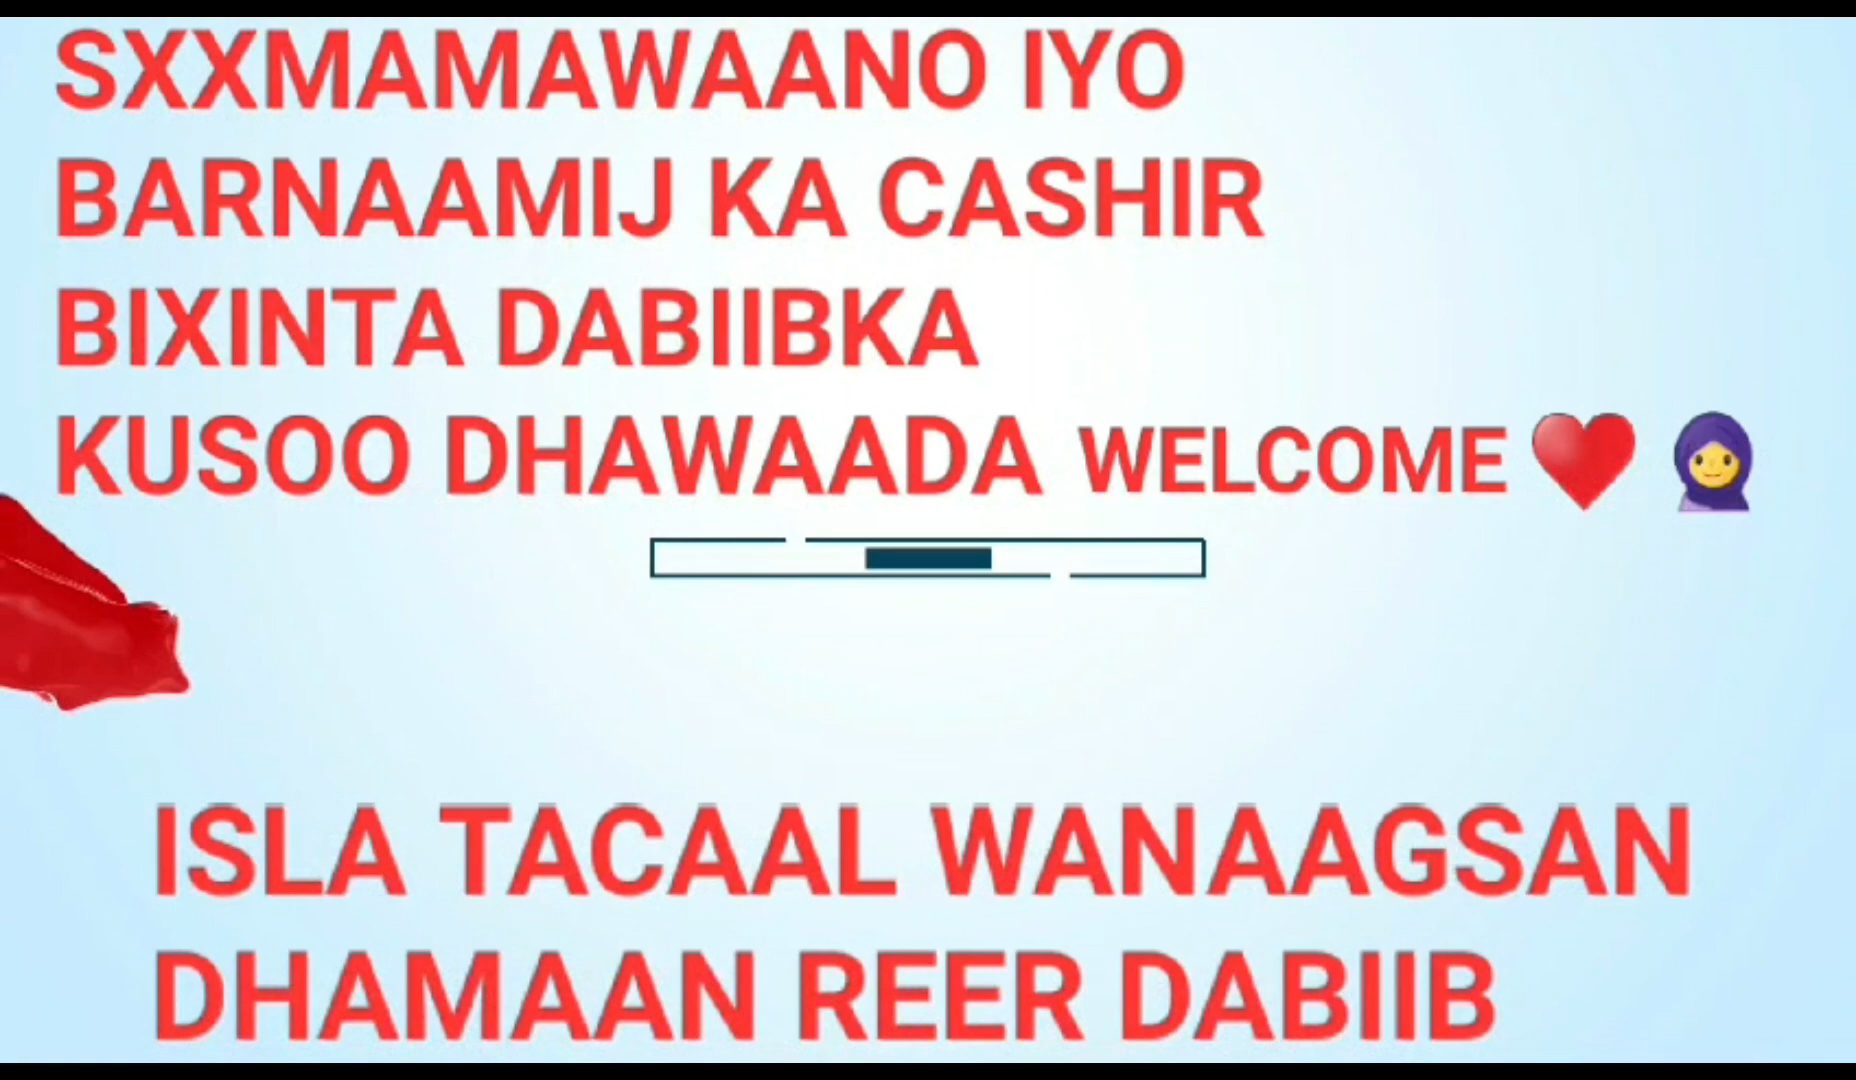 SXXMAMAWAANO IYO
BARNAAMIJ KA CASHIR
BIXINTA DABIIBKA
KUSOO DHAWAADA WELCOME ♥️ 🧕
ISLA TACAAL WANAAGSAN
DHAMAAN REER DABIIB